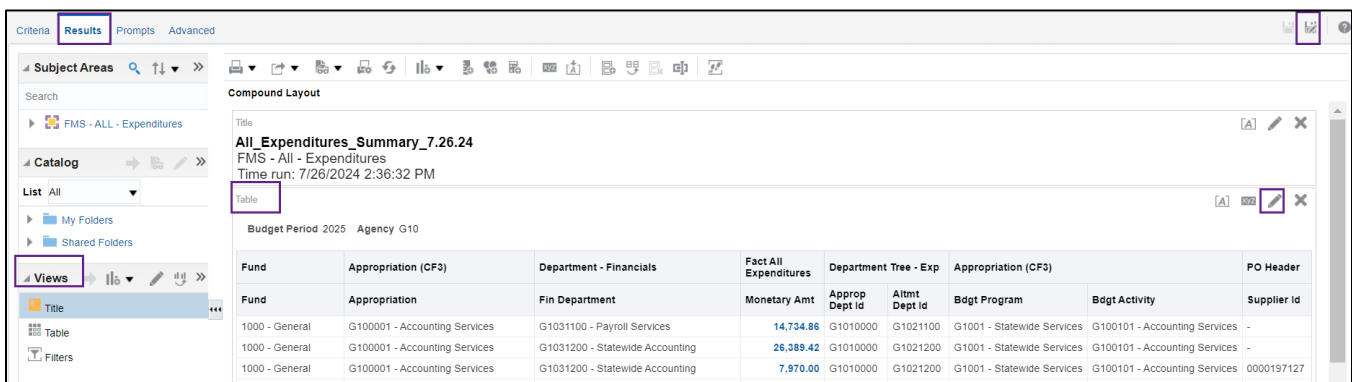 Criteria Results Prompts Advanced
Subject Areas
Search
FMS - ALL - Expenditures
Catalog
List All
My Folders
Shared Folders
Views
Title
Table
Filters
Compound Layout
Title
All_Expenditures_Summary_7.26.24
FMS - All - Expenditures
Time run: 7/26/2024 2:36:32 PM
Table
Budget Period 2025 Agency G10
Fund Appropriation (CF3) Department - Financials Fact All Expenditures Department Tree - Exp Appropriation (CF3) PO Header
Fund Appropriation Fin Department Monetary Amt Approp Dept Id Altmt Dept Id Bdgt Program Bdgt Activity Supplier Id
1000 - General G100001 - Accounting Services G1031100 - Payroll Services 14,734.86 G1010000 G1021100 G1001 - Statewide Services G100101 - Accounting Services -
1000 - General G100001 - Accounting Services G1031200 - Statewide Accounting 26,389.42 G1010000 G1021200 G1001 - Statewide Services G100101 - Accounting Services -
1000 - General G100001 - Accounting Services G1031200 - Statewide Accounting 7,970.00 G1010000 G1021200 G1001 - Statewide Services G100101 - Accounting Services 0000197127